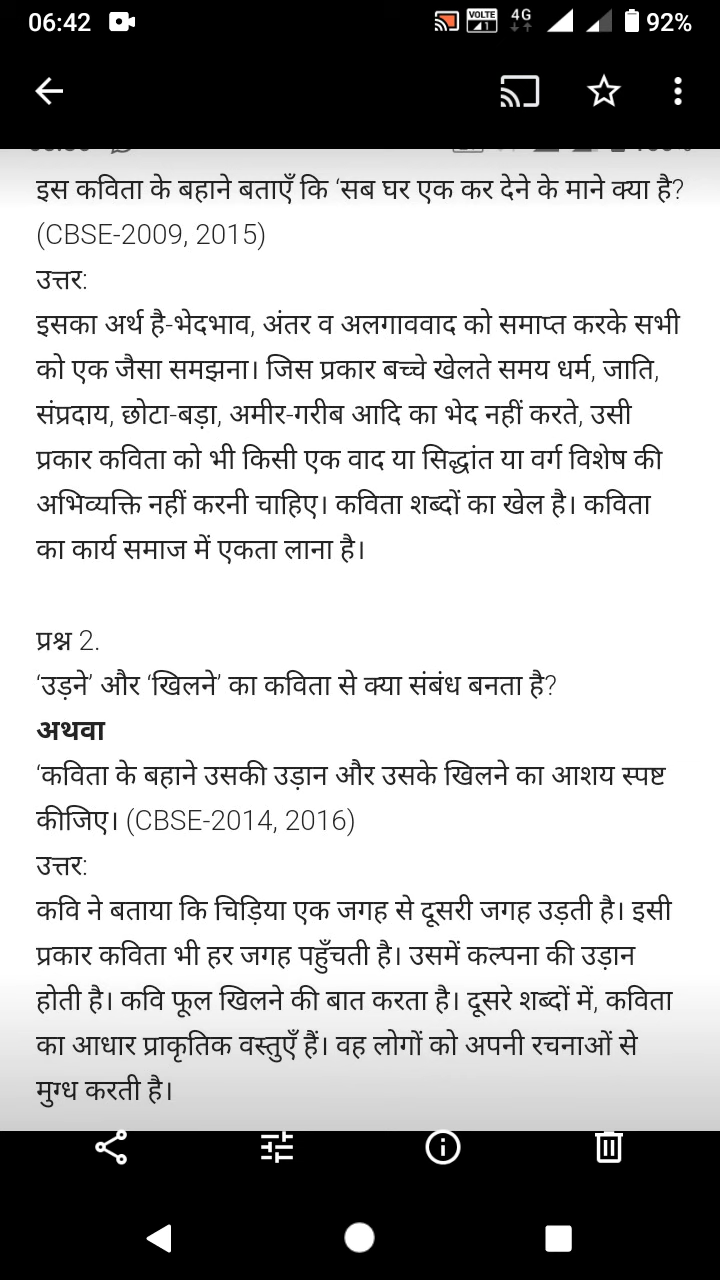 06:42
VOLTE 1 4G 92%
इस कविता के बहाने बताएँ कि ‘सब घर एक कर देने के माने क्या है?
(CBSE-2009, 2015)
उत्तर:
इसका अर्थ है-भेदभाव, अंतर व अलगाववाद को समाप्त करके सभी
को एक जैसा समझना। जिस प्रकार बच्चे खेलते समय धर्म, जाति,
संप्रदाय, छोटा-बड़ा, अमीर-गरीब आदि का भेद नहीं करते, उसी
प्रकार कविता को भी किसी एक वाद या सिद्धांत या वर्ग विशेष की
अभिव्यक्ति नहीं करनी चाहिए। कविता शब्दों का खेल है। कविता
का कार्य समाज में एकता लाना है।
प्रश्न 2.
‘उड़ने’ और ‘खिलने’ का कविता से क्या संबंध बनता है?
अथवा
‘कविता के बहाने उसकी उड़ान और उसके खिलने का आशय स्पष्ट
कीजिए। (CBSE-2014, 2016)
उत्तर:
कवि ने बताया कि चिड़िया एक जगह से दूसरी जगह उड़ती है। इसी
प्रकार कविता भी हर जगह पहुँचती है। उसमें कल्पना की उड़ान
होती है। कवि फूल खिलने की बात करता है। दूसरे शब्दों में, कविता
का आधार प्राकृतिक वस्तुएँ हैं। वह लोगों को अपनी रचनाओं से
मुग्ध करती है।